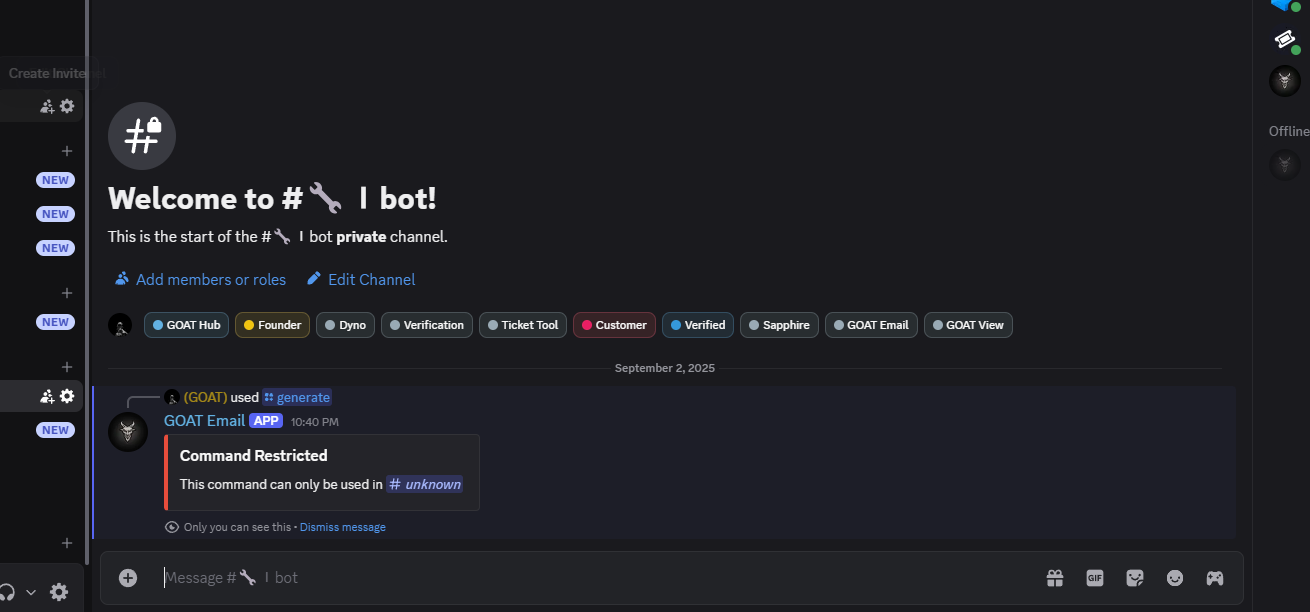 Create Invite
NEW
NEW
NEW
NEW
NEW
Welcome to #🔧 ㅣbot!
This is the start of the #🔧ㅣbot private channel.
Add members or roles
Edit Channel
GOAT Hub
Founder
Dyno
Verification
Ticket Tool
Customer
Verified
Sapphire
GOAT Email
GOAT View
September 2, 2025
(GOAT) used generate
GOAT Email APP 10:40 PM
Command Restricted
This command can only be used in # unknown
Only you can see this • Dismiss message
Message #🔧ㅣbot
GIF
Offline